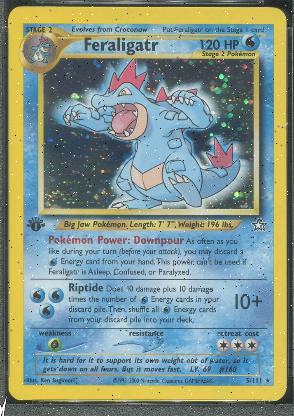 STAGE 2 Evolves from Croconaw Put Feraligatr on the Stage 1 card
Feraligatr 120 HP
Stage 2 Pokémon
Big Jaw Pokémon, Length: 7' 7", Weight: 196 lbs.
Pokémon Power: Downpour As often as you
like during your turn (before your attack), you may discard a
Energy card from your hand. This power can't be used if
Feraligatr is Asleep, Confused, or Paralyzed.
Riptide Does 10 damage plus 10 damage
times the number of Energy cards in your
discard pile. Then, shuffle all Energy cards
from your discard pile into your deck.
10+
weakness resistance retreat cost
It is hard for it to support its own weight out of water, so it
gets down on all fours. But it moves fast. LV. 69 #160
Illus. Ken Sugimori
5/111